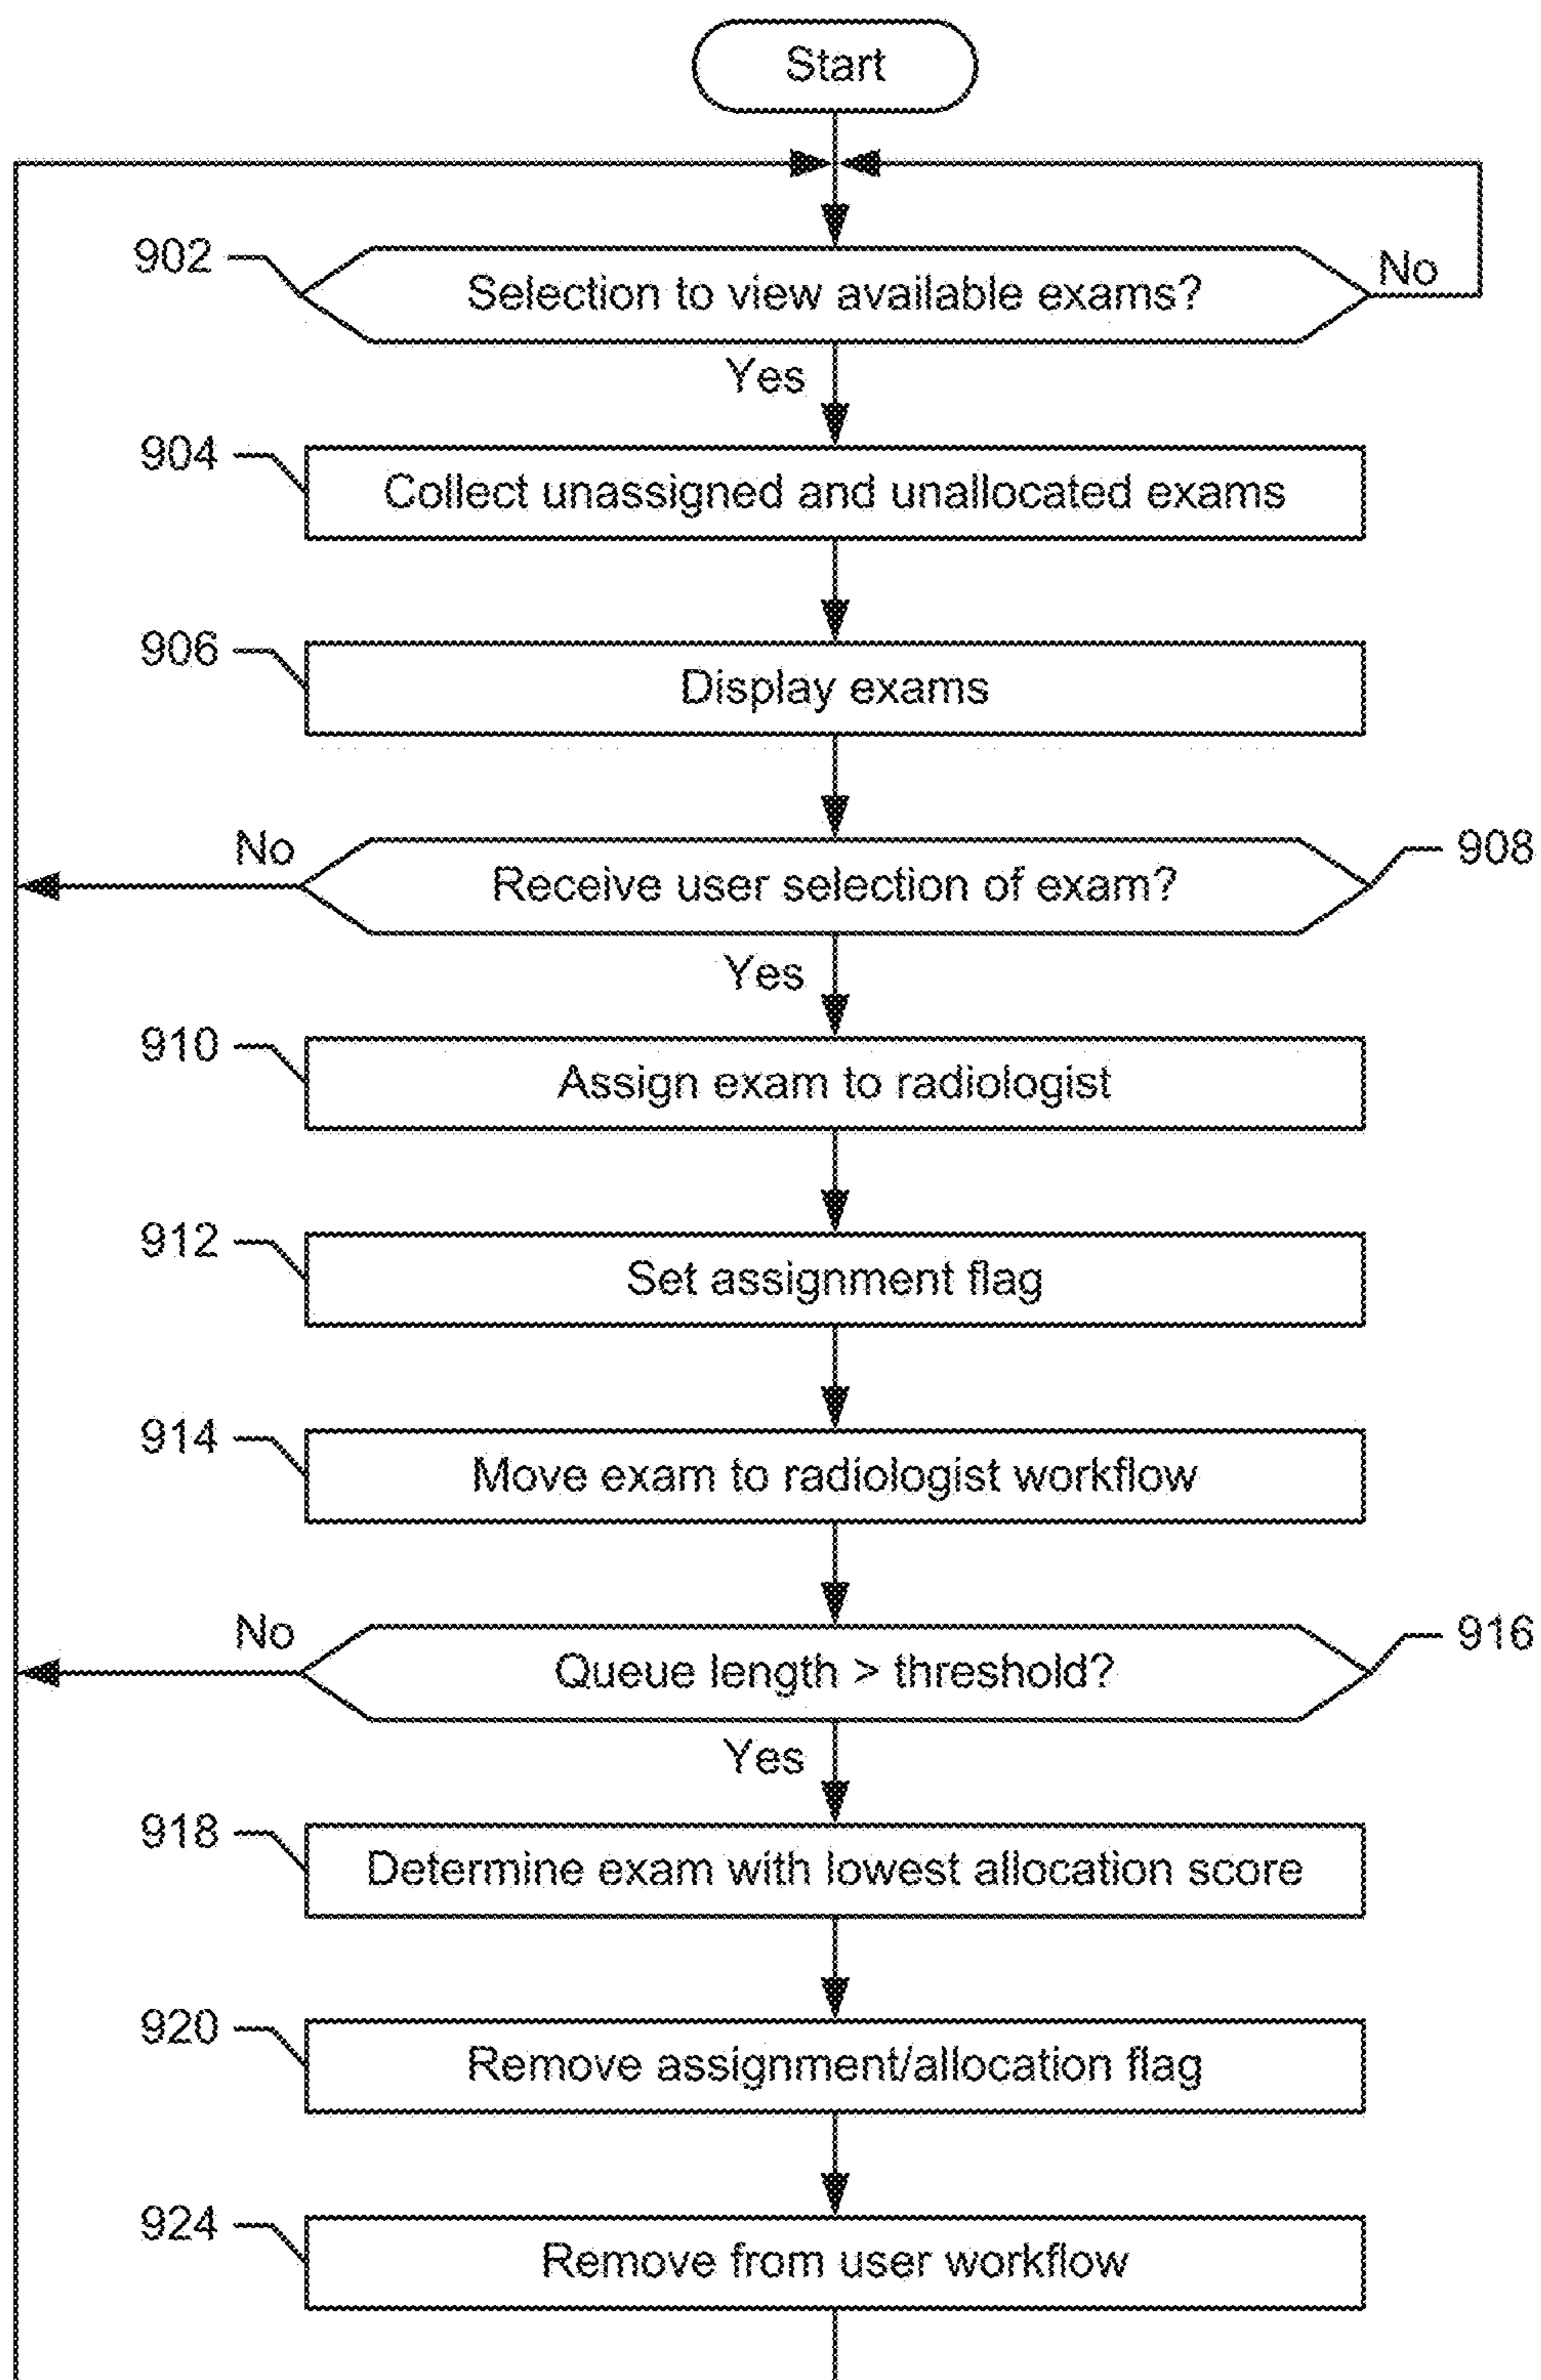 Start
902
Selection to view available exams?
No
Yes
904
Collect unassigned and unallocated exams
906
Display exams
No
Receive user selection of exam?
908
Yes
910
Assign exam to radiologist
912
Set assignment flag
914
Move exam to radiologist workflow
No
Queue length > threshold?
916
Yes
918
Determine exam with lowest allocation score
920
Remove assignment/allocation flag
924
Remove from user workflow